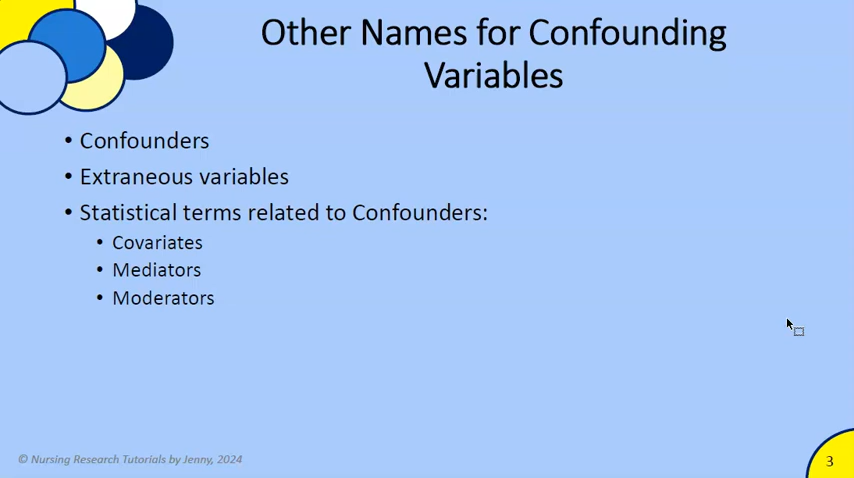 Other Names for Confounding
Variables
• Confounders
• Extraneous variables
• Statistical terms related to Confounders:
• Covariates
• Mediators
• Moderators
© Nursing Research Tutorials by Jenny, 2024
3